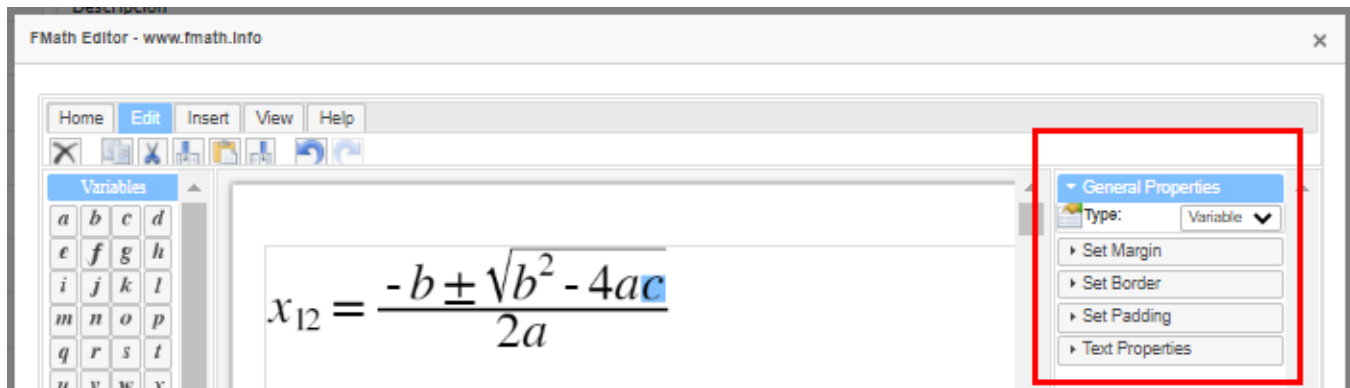 Descripción
FMath Editor - www.fmath.info
×
Home Edit Insert View Help
Variables
a b c d
e f g h
i j k l
m n o p
q r s t
u v w x
x₁₂ = (-b ± √(b² - 4ac)) / 2a
General Properties
Type: Variable
Set Margin
Set Border
Set Padding
Text Properties